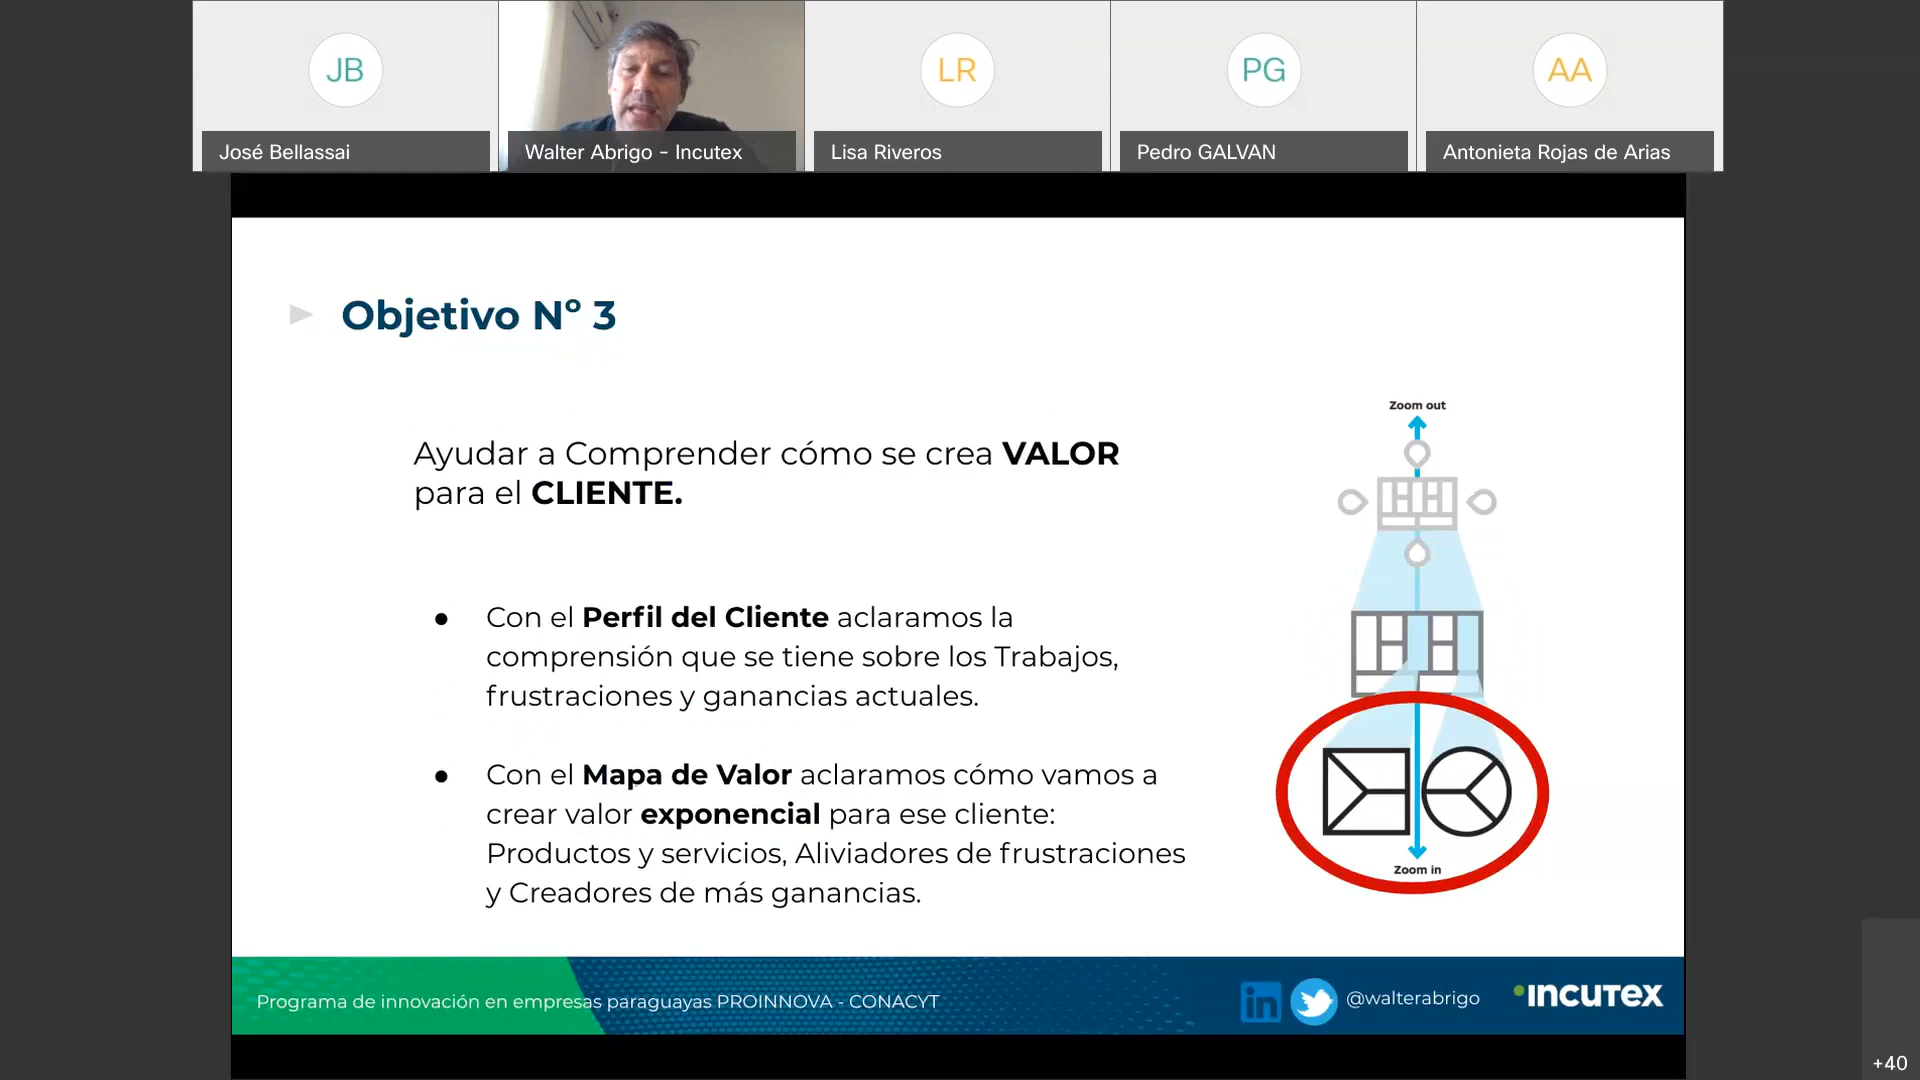 JB
LR
PG
AA
José Bellassai
Walter Abrigo - Incutex
Lisa Riveros
Pedro GALVAN
Antonieta Rojas de Arias
Objetivo Nº 3
Zoom out
Ayudar a Comprender cómo se crea VALOR
para el CLIENTE.
● Con el Perfil del Cliente aclaramos la
comprensión que se tiene sobre los Trabajos,
frustraciones y ganancias actuales.
● Con el Mapa de Valor aclaramos cómo vamos a
crear valor exponencial para ese cliente:
Productos y servicios, Aliviadores de frustraciones
y Creadores de más ganancias.
Zoom in
Programa de innovación en empresas paraguayas PROINNOVA - CONACYT
in
@walterabrigo
INCUTEX
+40